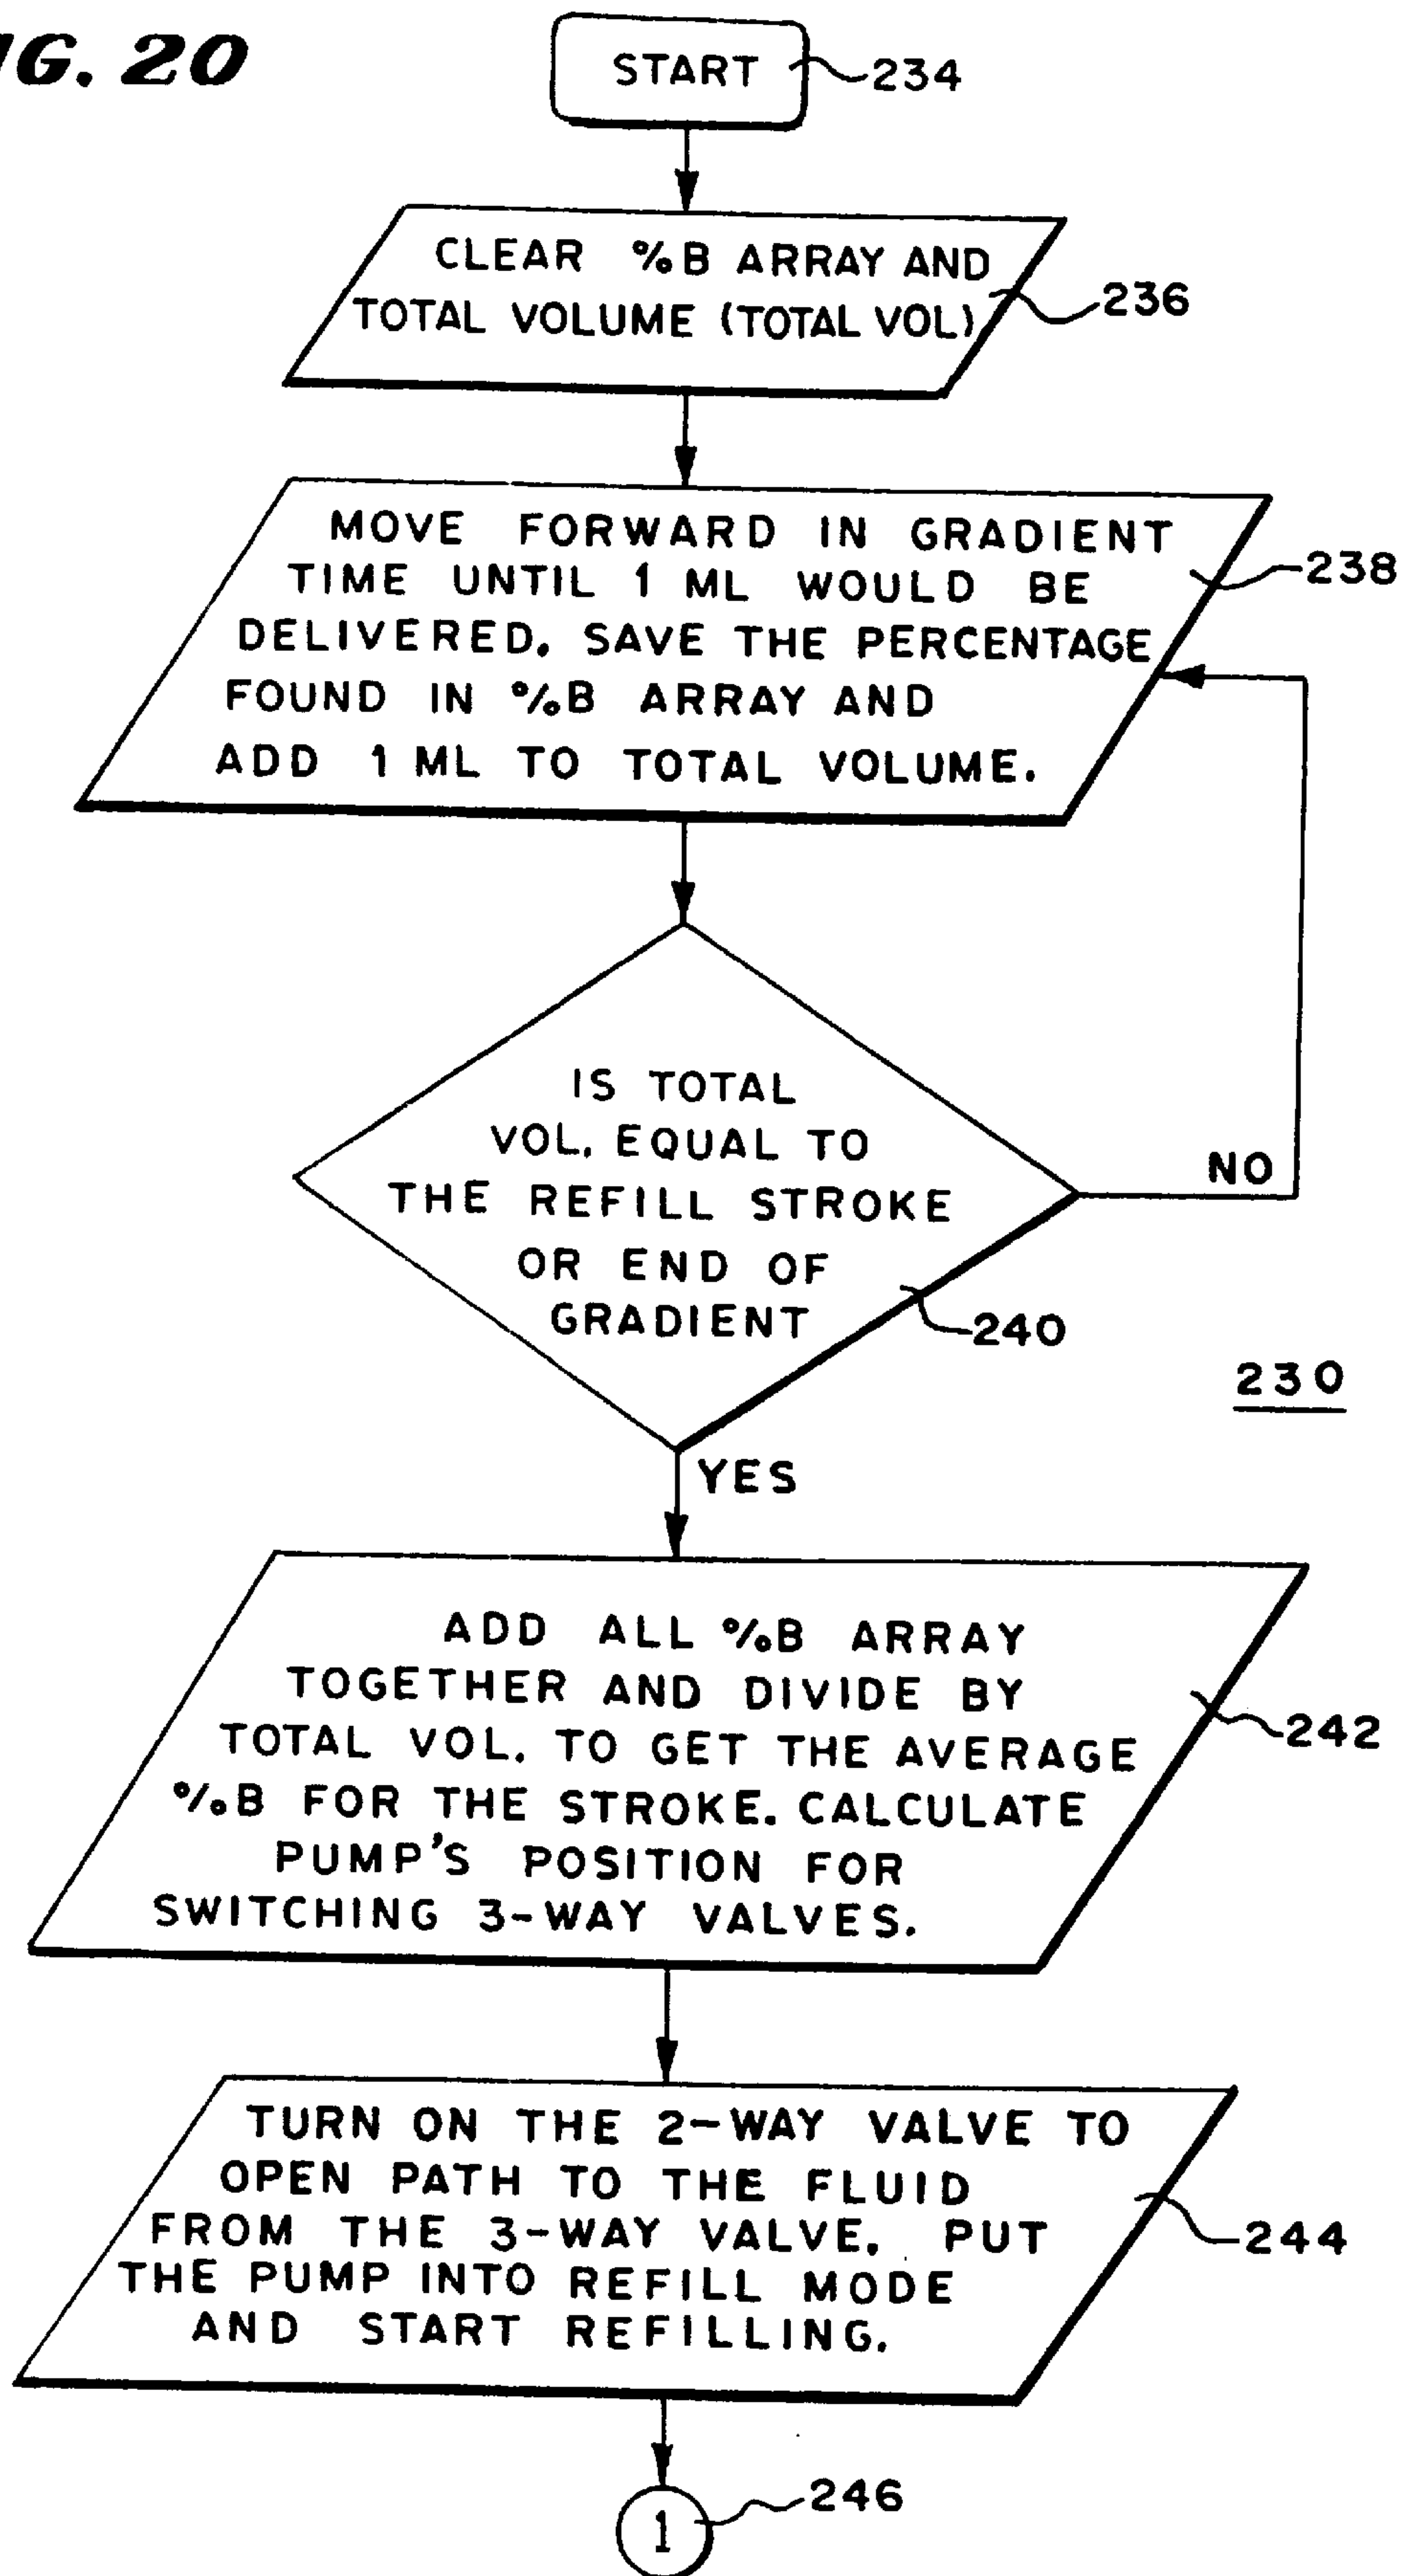 IG. 20
START
234
CLEAR %B ARRAY AND
TOTAL VOLUME (TOTAL VOL)
236
MOVE FORWARD IN GRADIENT
TIME UNTIL 1 ML WOULD BE
DELIVERED. SAVE THE PERCENTAGE
FOUND IN %B ARRAY AND
ADD 1 ML TO TOTAL VOLUME.
238
IS TOTAL
VOL. EQUAL TO
THE REFILL STROKE
OR END OF
GRADIENT
NO
240
230
YES
ADD ALL %B ARRAY
TOGETHER AND DIVIDE BY
TOTAL VOL. TO GET THE AVERAGE
%B FOR THE STROKE. CALCULATE
PUMP'S POSITION FOR
SWITCHING 3-WAY VALVES.
242
TURN ON THE 2-WAY VALVE TO
OPEN PATH TO THE FLUID
FROM THE 3-WAY VALVE. PUT
THE PUMP INTO REFILL MODE
AND START REFILLING.
244
1
246